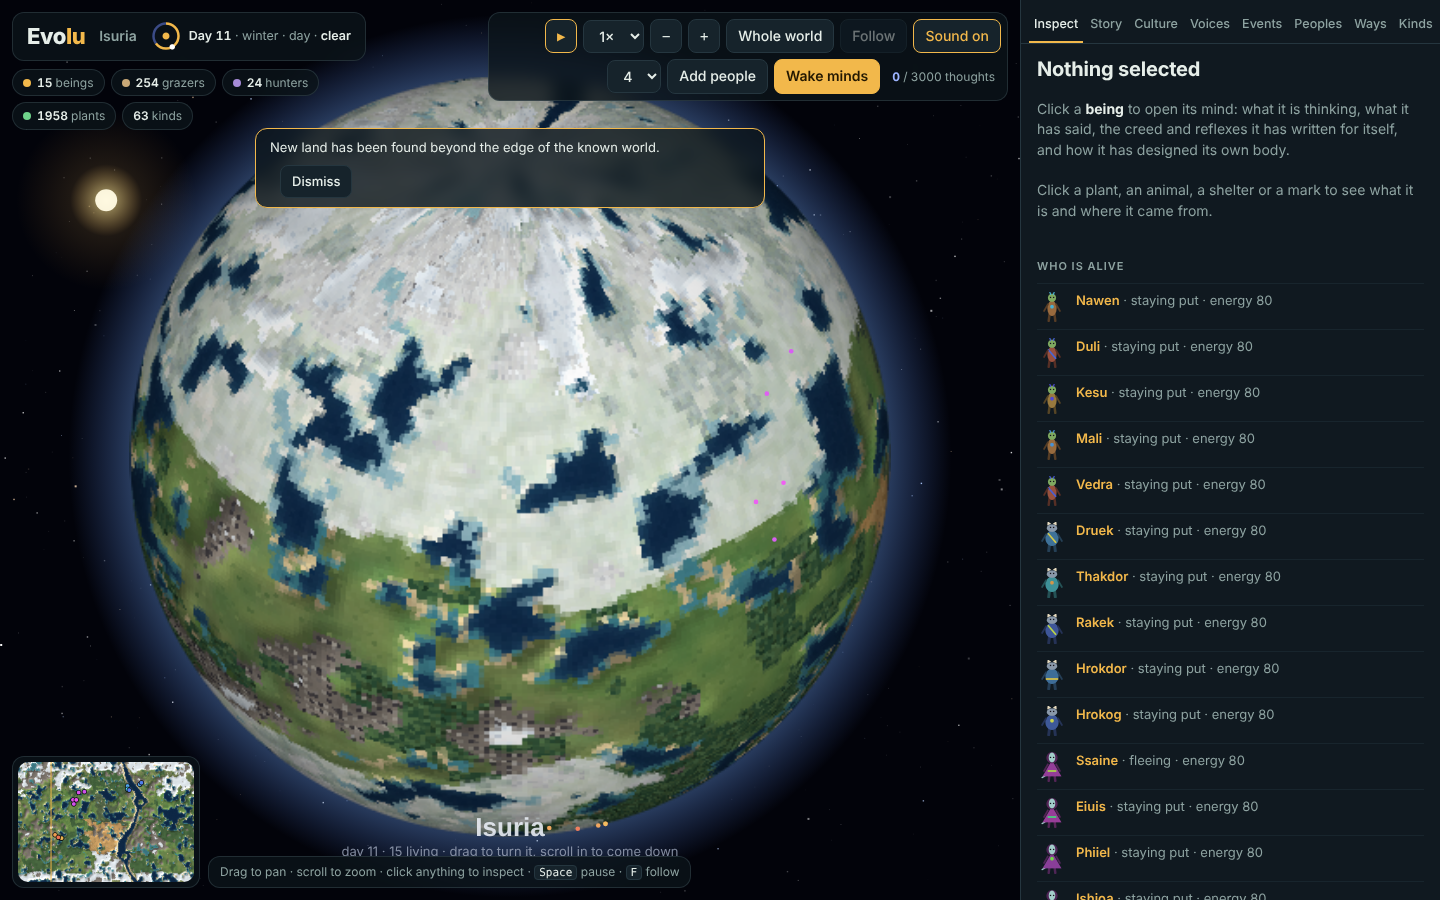 Evolu Isuria Day 11 · winter · day · clear
15 beings 254 grazers 24 hunters
1958 plants 63 kinds
1× − + Whole world Follow Sound on
4 Add people Wake minds 0 / 3000 thoughts
New land has been found beyond the edge of the known world.
Dismiss
Isuria
day 11 · 15 living · drag to turn it, scroll in to come down
Drag to pan · scroll to zoom · click anything to inspect · Space pause · F follow
Inspect Story Culture Voices Events Peoples Ways Kinds
Nothing selected
Click a being to open its mind: what it is thinking, what it
has said, the creed and reflexes it has written for itself,
and how it has designed its own body.
Click a plant, an animal, a shelter or a mark to see what it
is and where it came from.
WHO IS ALIVE
Nawen · staying put · energy 80
Duli · staying put · energy 80
Kesu · staying put · energy 80
Mali · staying put · energy 80
Vedra · staying put · energy 80
Druek · staying put · energy 80
Thakdor · staying put · energy 80
Rakek · staying put · energy 80
Hrokdor · staying put · energy 80
Hrokog · staying put · energy 80
Ssaine · fleeing · energy 80
Eiuis · staying put · energy 80
Phiiel · staying put · energy 80
Ishioa · staying put · energy 80